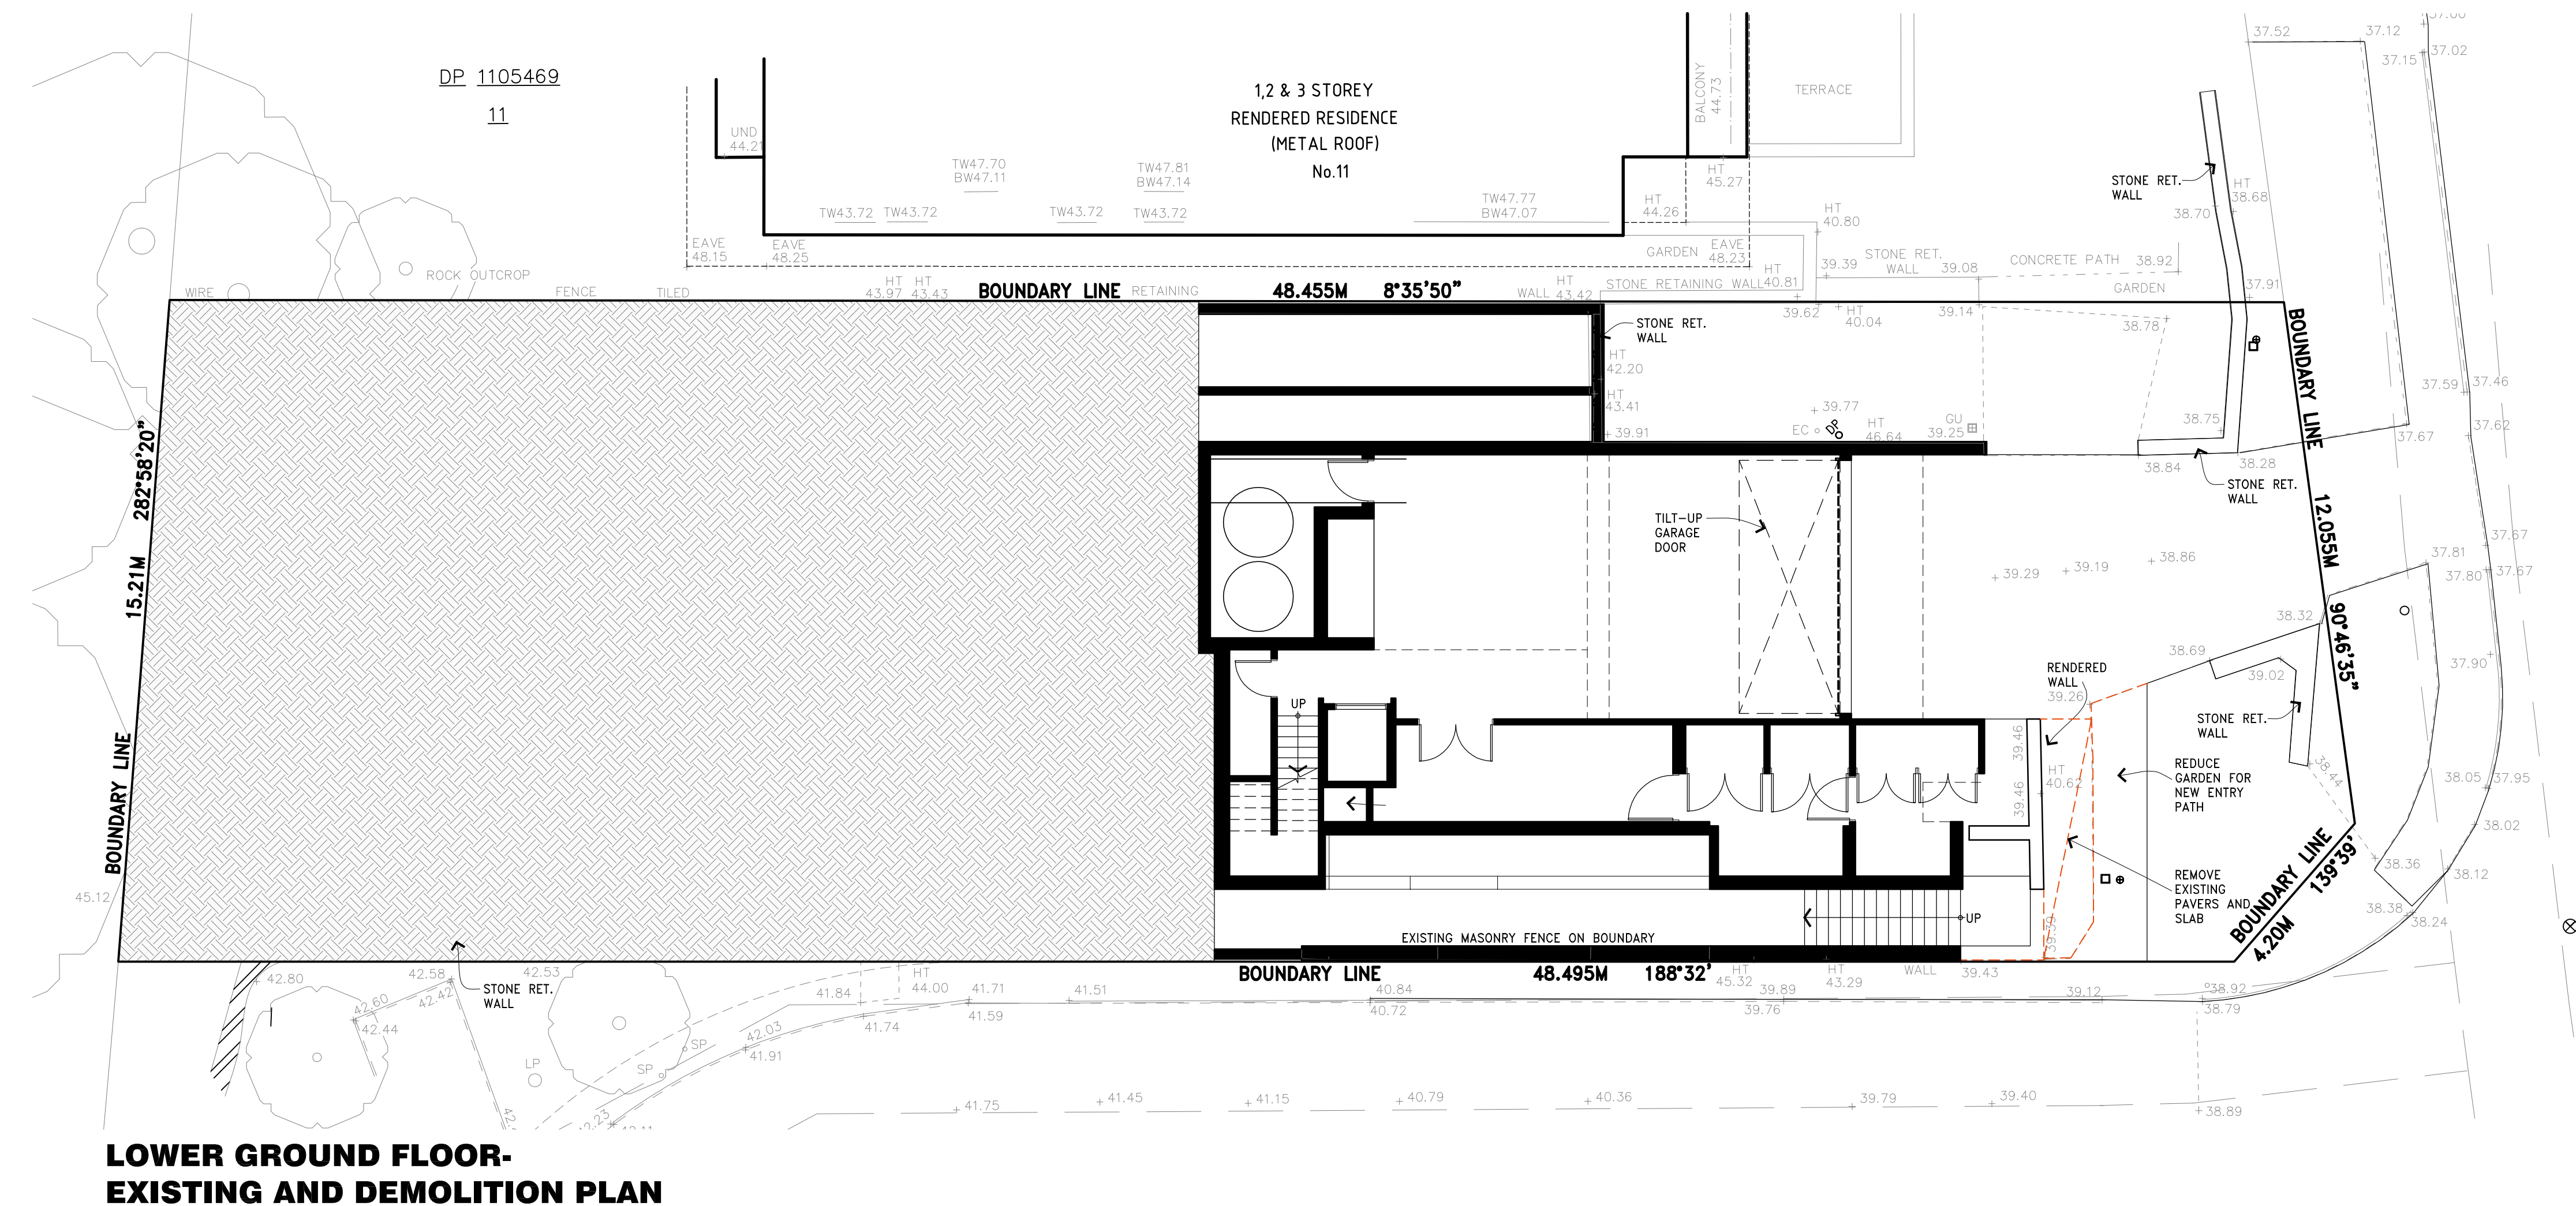 DP 1105469
11
1,2 & 3 STOREY
RENDERED RESIDENCE
(METAL ROOF)
No.11
BALCONY
44.73
TERRACE
37.52
37.12
37.15
37.02
UND
TW47.70
BW47.11
TW47.81
BW47.14
TW47.77
BW47.07
HT
45.27
HT
44.26
STONE RET.
WALL
HT
38.68
38.70
TW43.72
TW43.72
TW43.72
TW43.72
HT
40.80
EAVE
48.15
EAVE
48.25
GARDEN
EAVE
48.23
STONE RET.
WALL
39.39
39.08
CONCRETE PATH
38.92
ROCK OUTCROP
WIRE
FENCE
TILED
HT
43.97
HT
43.43
BOUNDARY LINE
RETAINING
48.455M
8°35'50"
WALL
HT
43.42
STONE RETAINING WALL
HT
40.81
GARDEN
37.91
39.62
HT
40.04
39.14
38.78
STONE RET.
WALL
HT
42.20
HT
43.41
39.91
39.77
EC
DP
HT
46.64
GU
39.25
38.75
38.84
38.28
STONE RET.
WALL
BOUNDARY LINE
12.055M
90°46'35"
37.59
37.46
37.62
37.67
15.21M
282°58'20"
BOUNDARY LINE
TILT-UP
GARAGE
DOOR
39.29
39.19
38.86
37.67
37.81
37.80
37.67
38.32
38.69
39.02
37.90
RENDERED
WALL
39.26
UP
STONE RET.
WALL
39.46
39.46
HT
40.62
REDUCE
GARDEN FOR
NEW ENTRY
PATH
38.44
38.05
37.95
38.02
REMOVE
EXISTING
PAVERS AND
SLAB
38.36
38.12
38.38
38.24
BOUNDARY LINE
4.20M
139°39'
UP
39.39
45.12
EXISTING MASONRY FENCE ON BOUNDARY
BOUNDARY LINE
48.495M
188°32'
HT
45.32
HT
43.29
WALL
39.43
42.80
42.58
42.53
42.60
42.42
42.44
STONE RET.
WALL
HT
44.00
41.84
41.71
41.51
40.84
39.89
39.12
38.92
41.74
41.59
40.72
39.76
38.79
42.03
41.91
SP
SP
LP
42.23
41.75
41.45
41.15
40.79
40.36
39.79
39.40
38.89
LOWER GROUND FLOOR-
EXISTING AND DEMOLITION PLAN